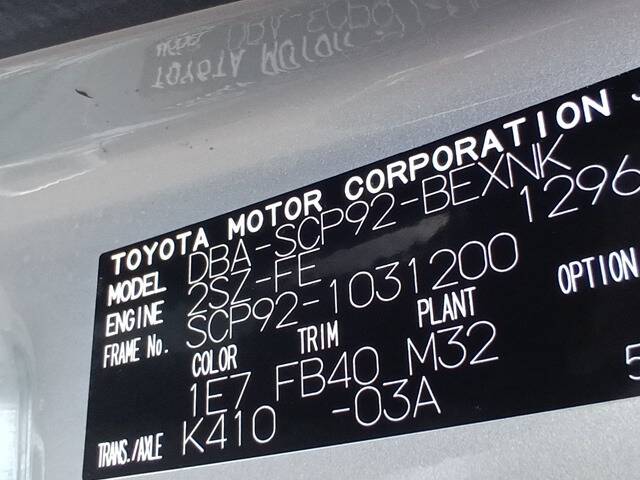 TOYOTA MOTOR CORPORATION J
MODEL DBA-SCP92-BEXNK
ENGINE 2SZ-FE 1296
FRAME No. SCP92-1031200
COLOR TRIM PLANT OPTION
1E7 FB40 M32
TRANS./AXLE K410 -03A 5